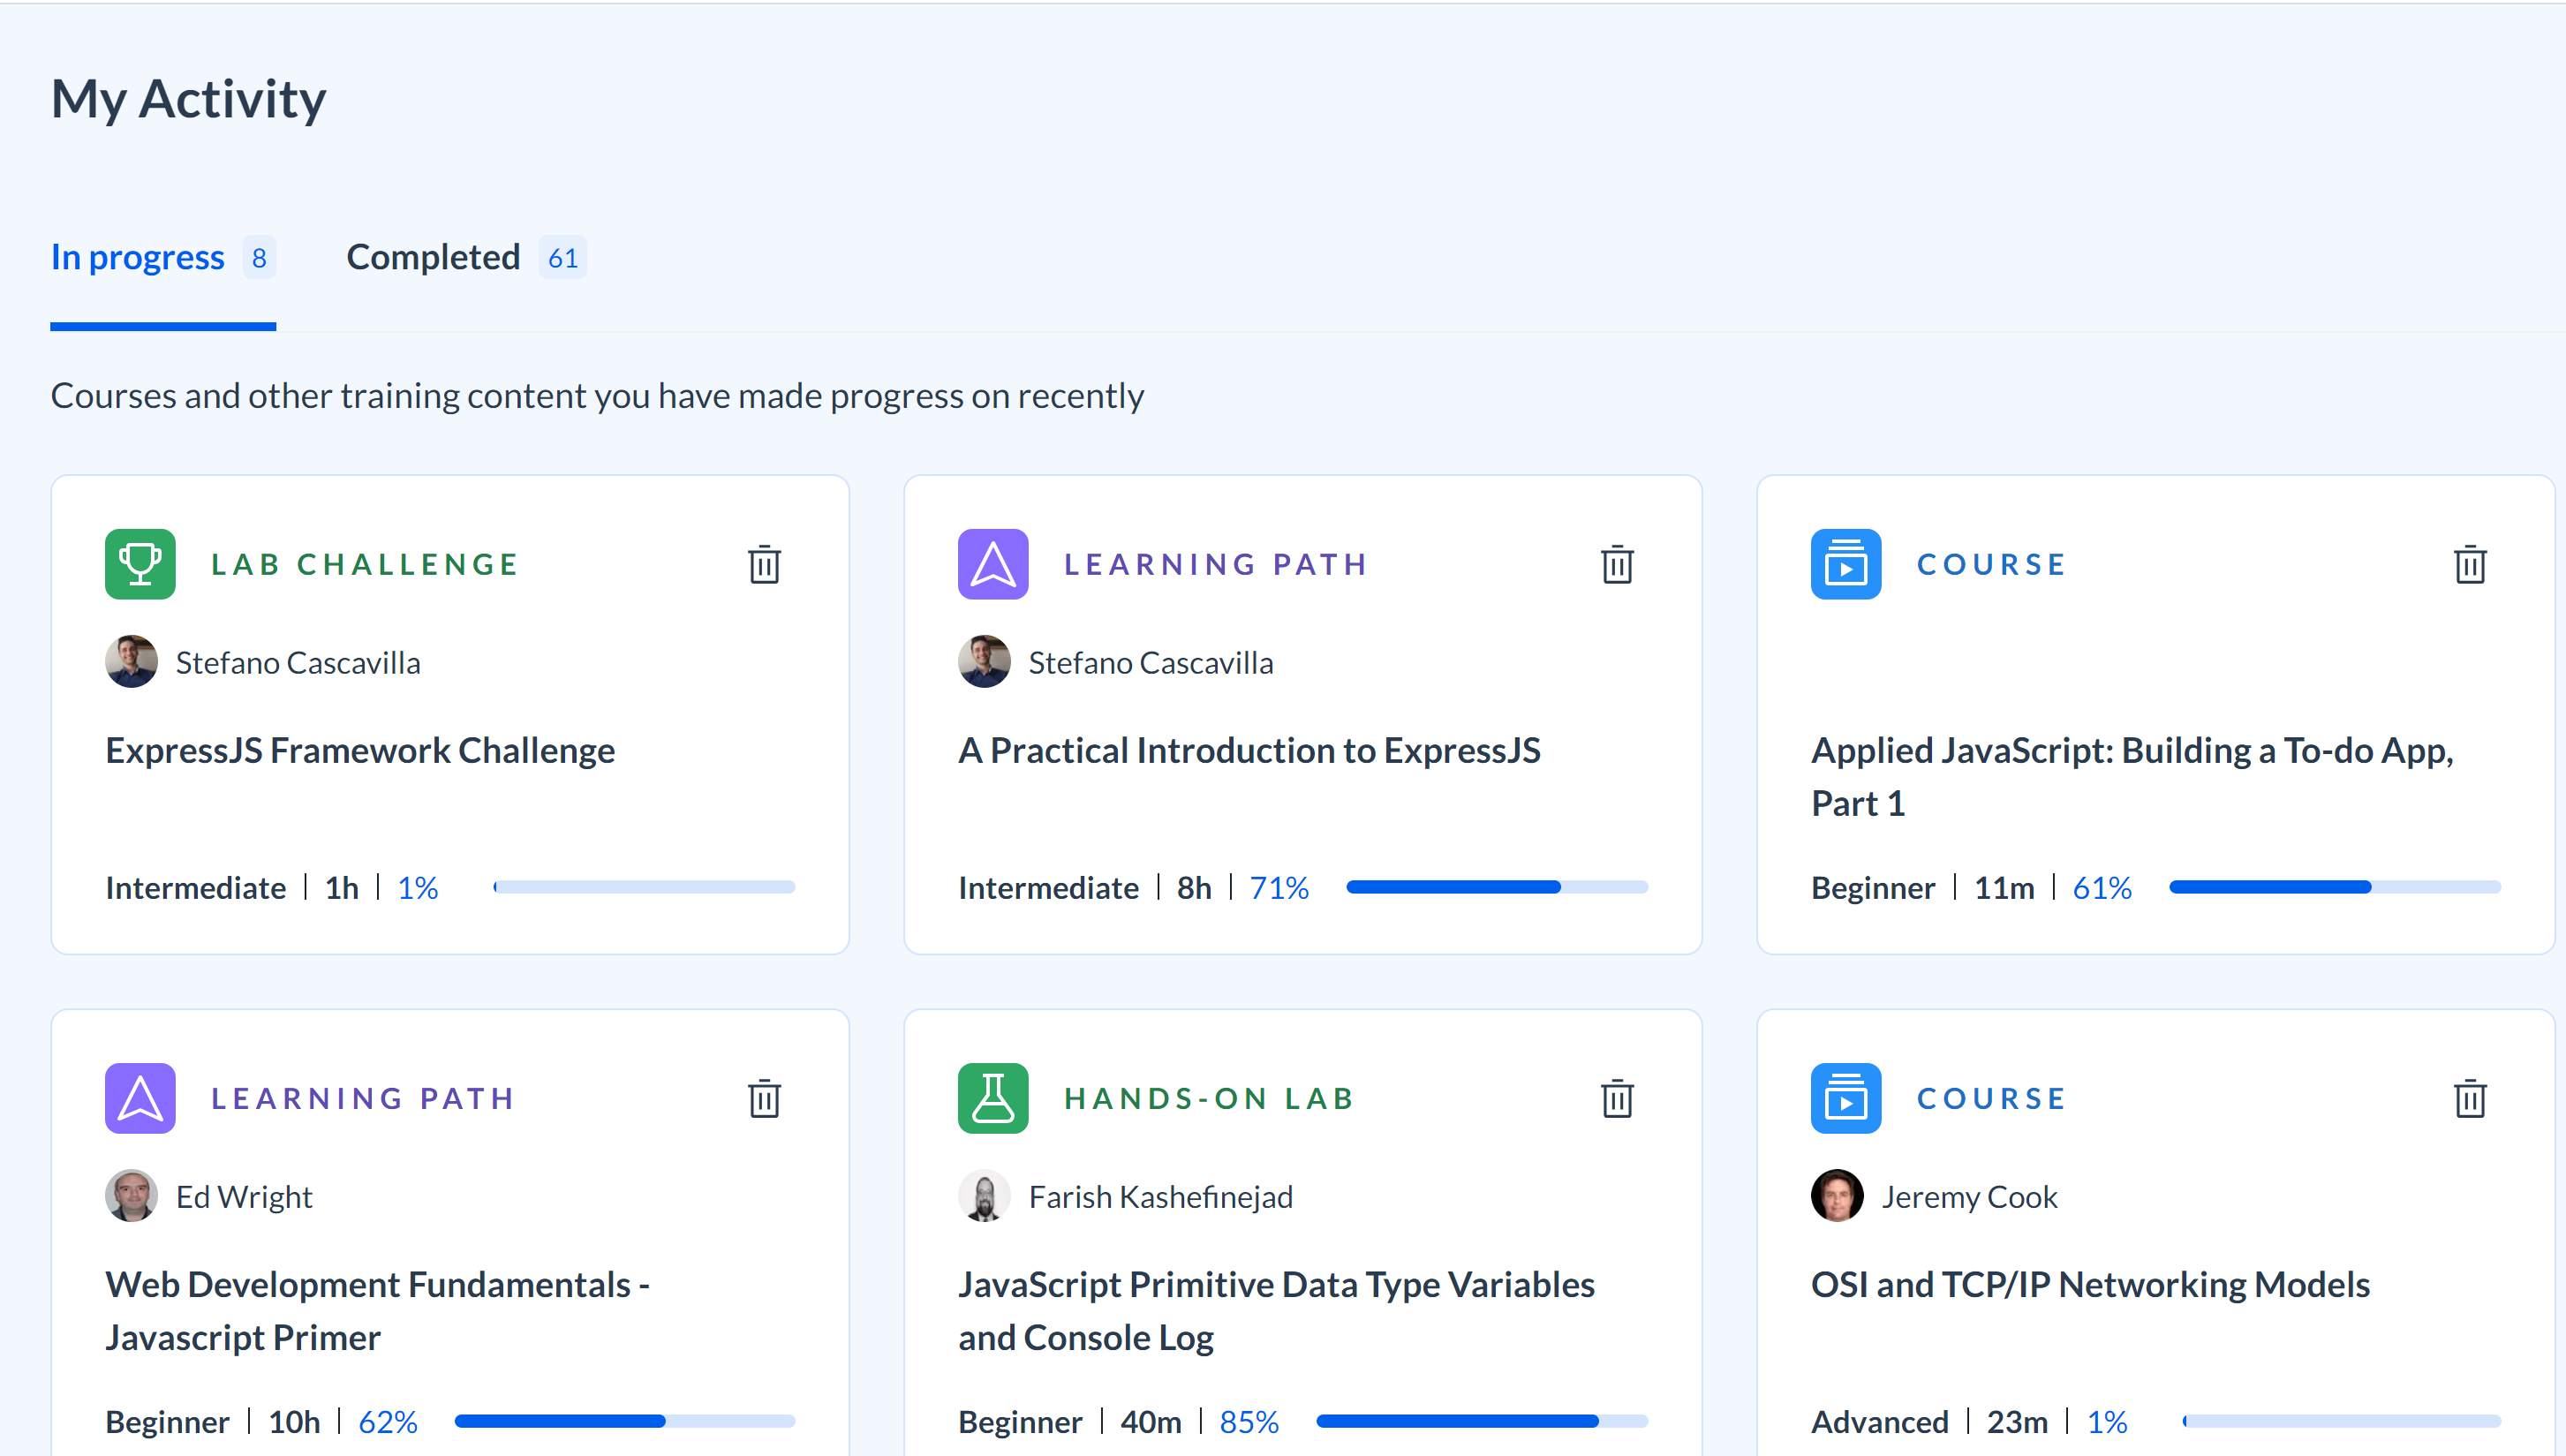 My Activity
In progress 8 Completed 61
Courses and other training content you have made progress on recently
LAB CHALLENGE
Stefano Cascavilla
ExpressJS Framework Challenge
Intermediate | 1h | 1%
LEARNING PATH
Stefano Cascavilla
A Practical Introduction to ExpressJS
Intermediate | 8h | 71%
COURSE
Applied JavaScript: Building a To-do App,
Part 1
Beginner | 11m | 61%
LEARNING PATH
Ed Wright
Web Development Fundamentals -
Javascript Primer
Beginner | 10h | 62%
HANDS-ON LAB
Farish Kashefinejad
JavaScript Primitive Data Type Variables
and Console Log
Beginner | 40m | 85%
COURSE
Jeremy Cook
OSI and TCP/IP Networking Models
Advanced | 23m | 1%